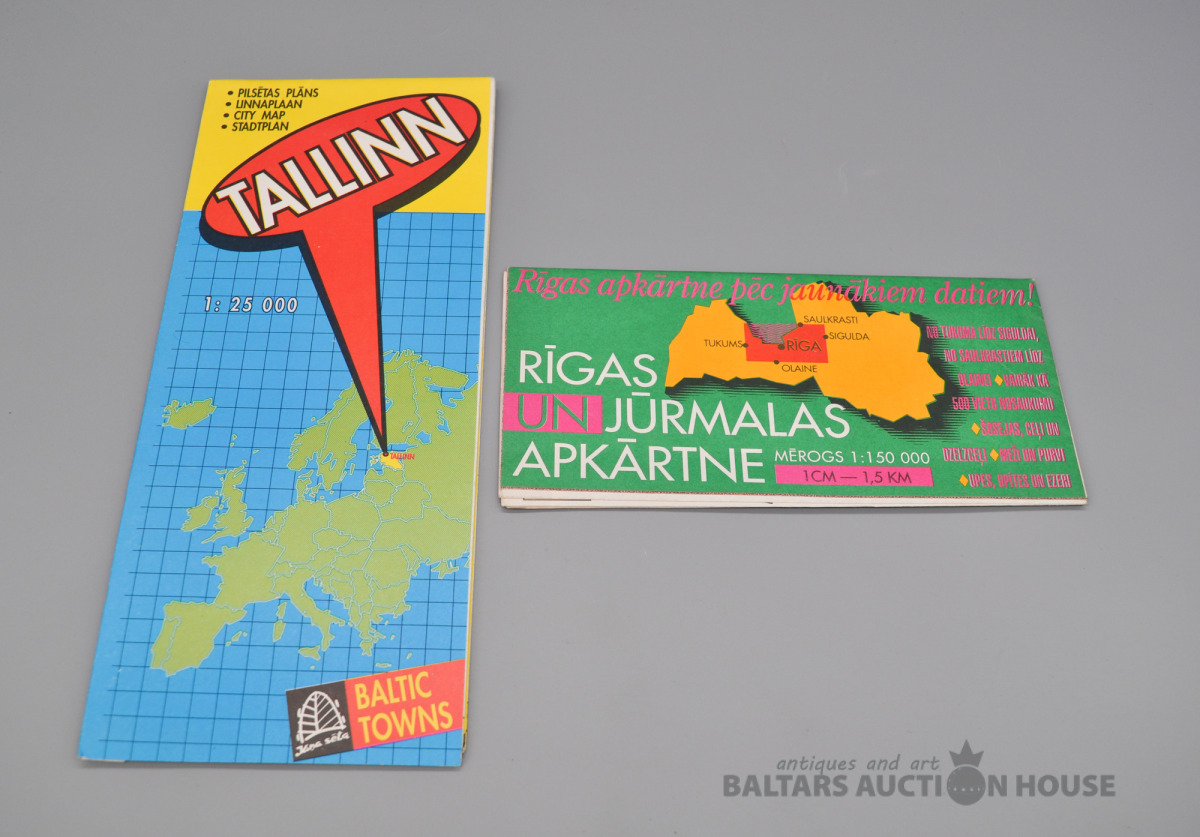 • PILSĒTAS PLĀNS
• LINNAPLAAN
• CITY MAP
• STADTPLAN
TALLINN
1: 25 000
TALLINN
Jāņa sēta
BALTIC
TOWNS
Rīgas apkārtne pēc jaunākiem datiem!
SAULKRASTI
TUKUMS
RĪGA
SIGULDA
OLAINE
RĪGAS
UN JŪRMALAS
APKĀRTNE
MĒROGS 1:150 000
1CM — 1,5 KM
NO TUKUMA LĪDZ SIGULDAI,
NO SAULKRASTIEM LĪDZ
OLAINEI ♦ VAIRĀK KĀ
500 VIETU NOSAUKUMU
♦ ŠOSEJAS, CEĻI UN
DZELZCEĻI ♦ MEŽI UN PURVI
♦ UPES, UPĪTES UN EZERI
antiques and art
BALTARS AUCTION HOUSE